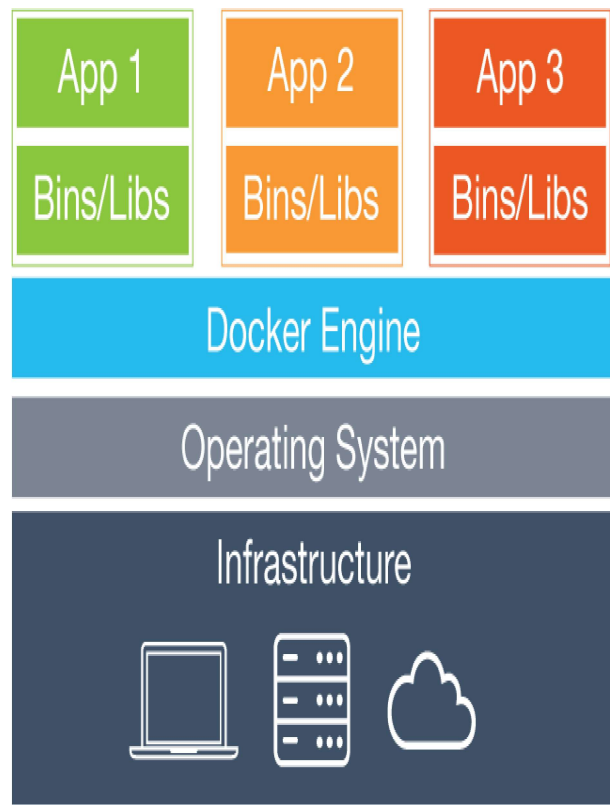 App 1
App 2
App 3
Bins/Libs
Bins/Libs
Bins/Libs
Docker Engine
Operating System
Infrastructure